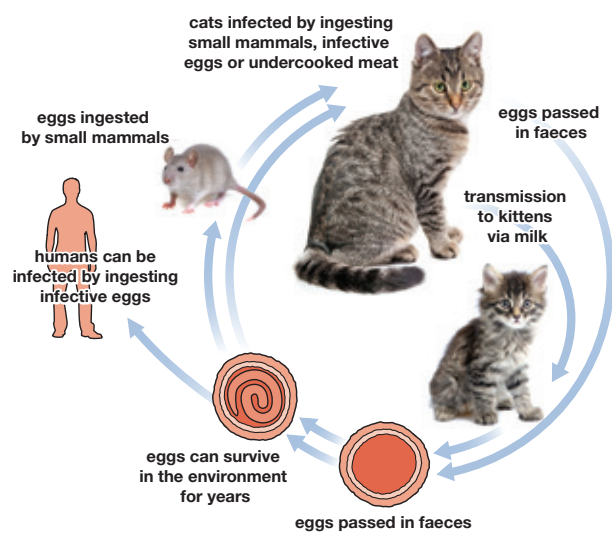 cats infected by ingesting
small mammals, infective
eggs or undercooked meat
eggs ingested
by small mammals
eggs passed
in faeces
transmission
to kittens
via milk
humans can be
infected by ingesting
infective eggs
eggs can survive
in the environment
for years
eggs passed in faeces